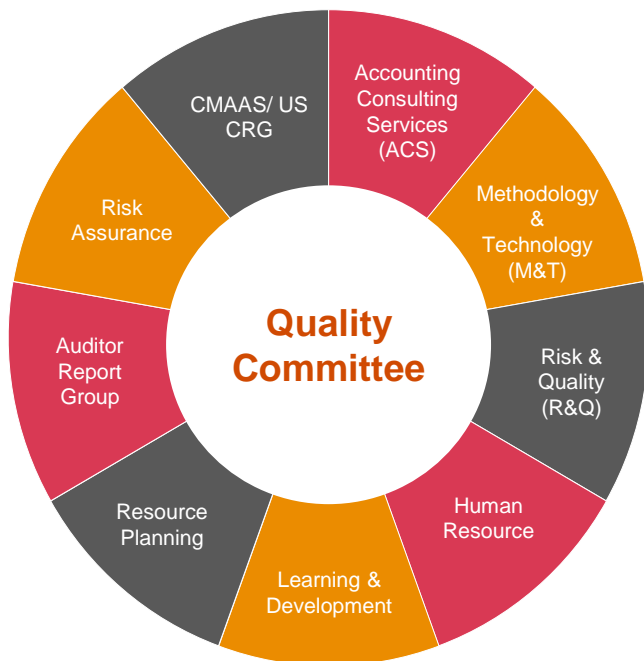 Quality
Committee
Accounting
Consulting
Services
(ACS)
Methodology
&
Technology
(M&T)
Risk &
Quality
(R&Q)
Human
Resource
Learning &
Development
Resource
Planning
Auditor
Report
Group
Risk
Assurance
CMAAS/ US
CRG